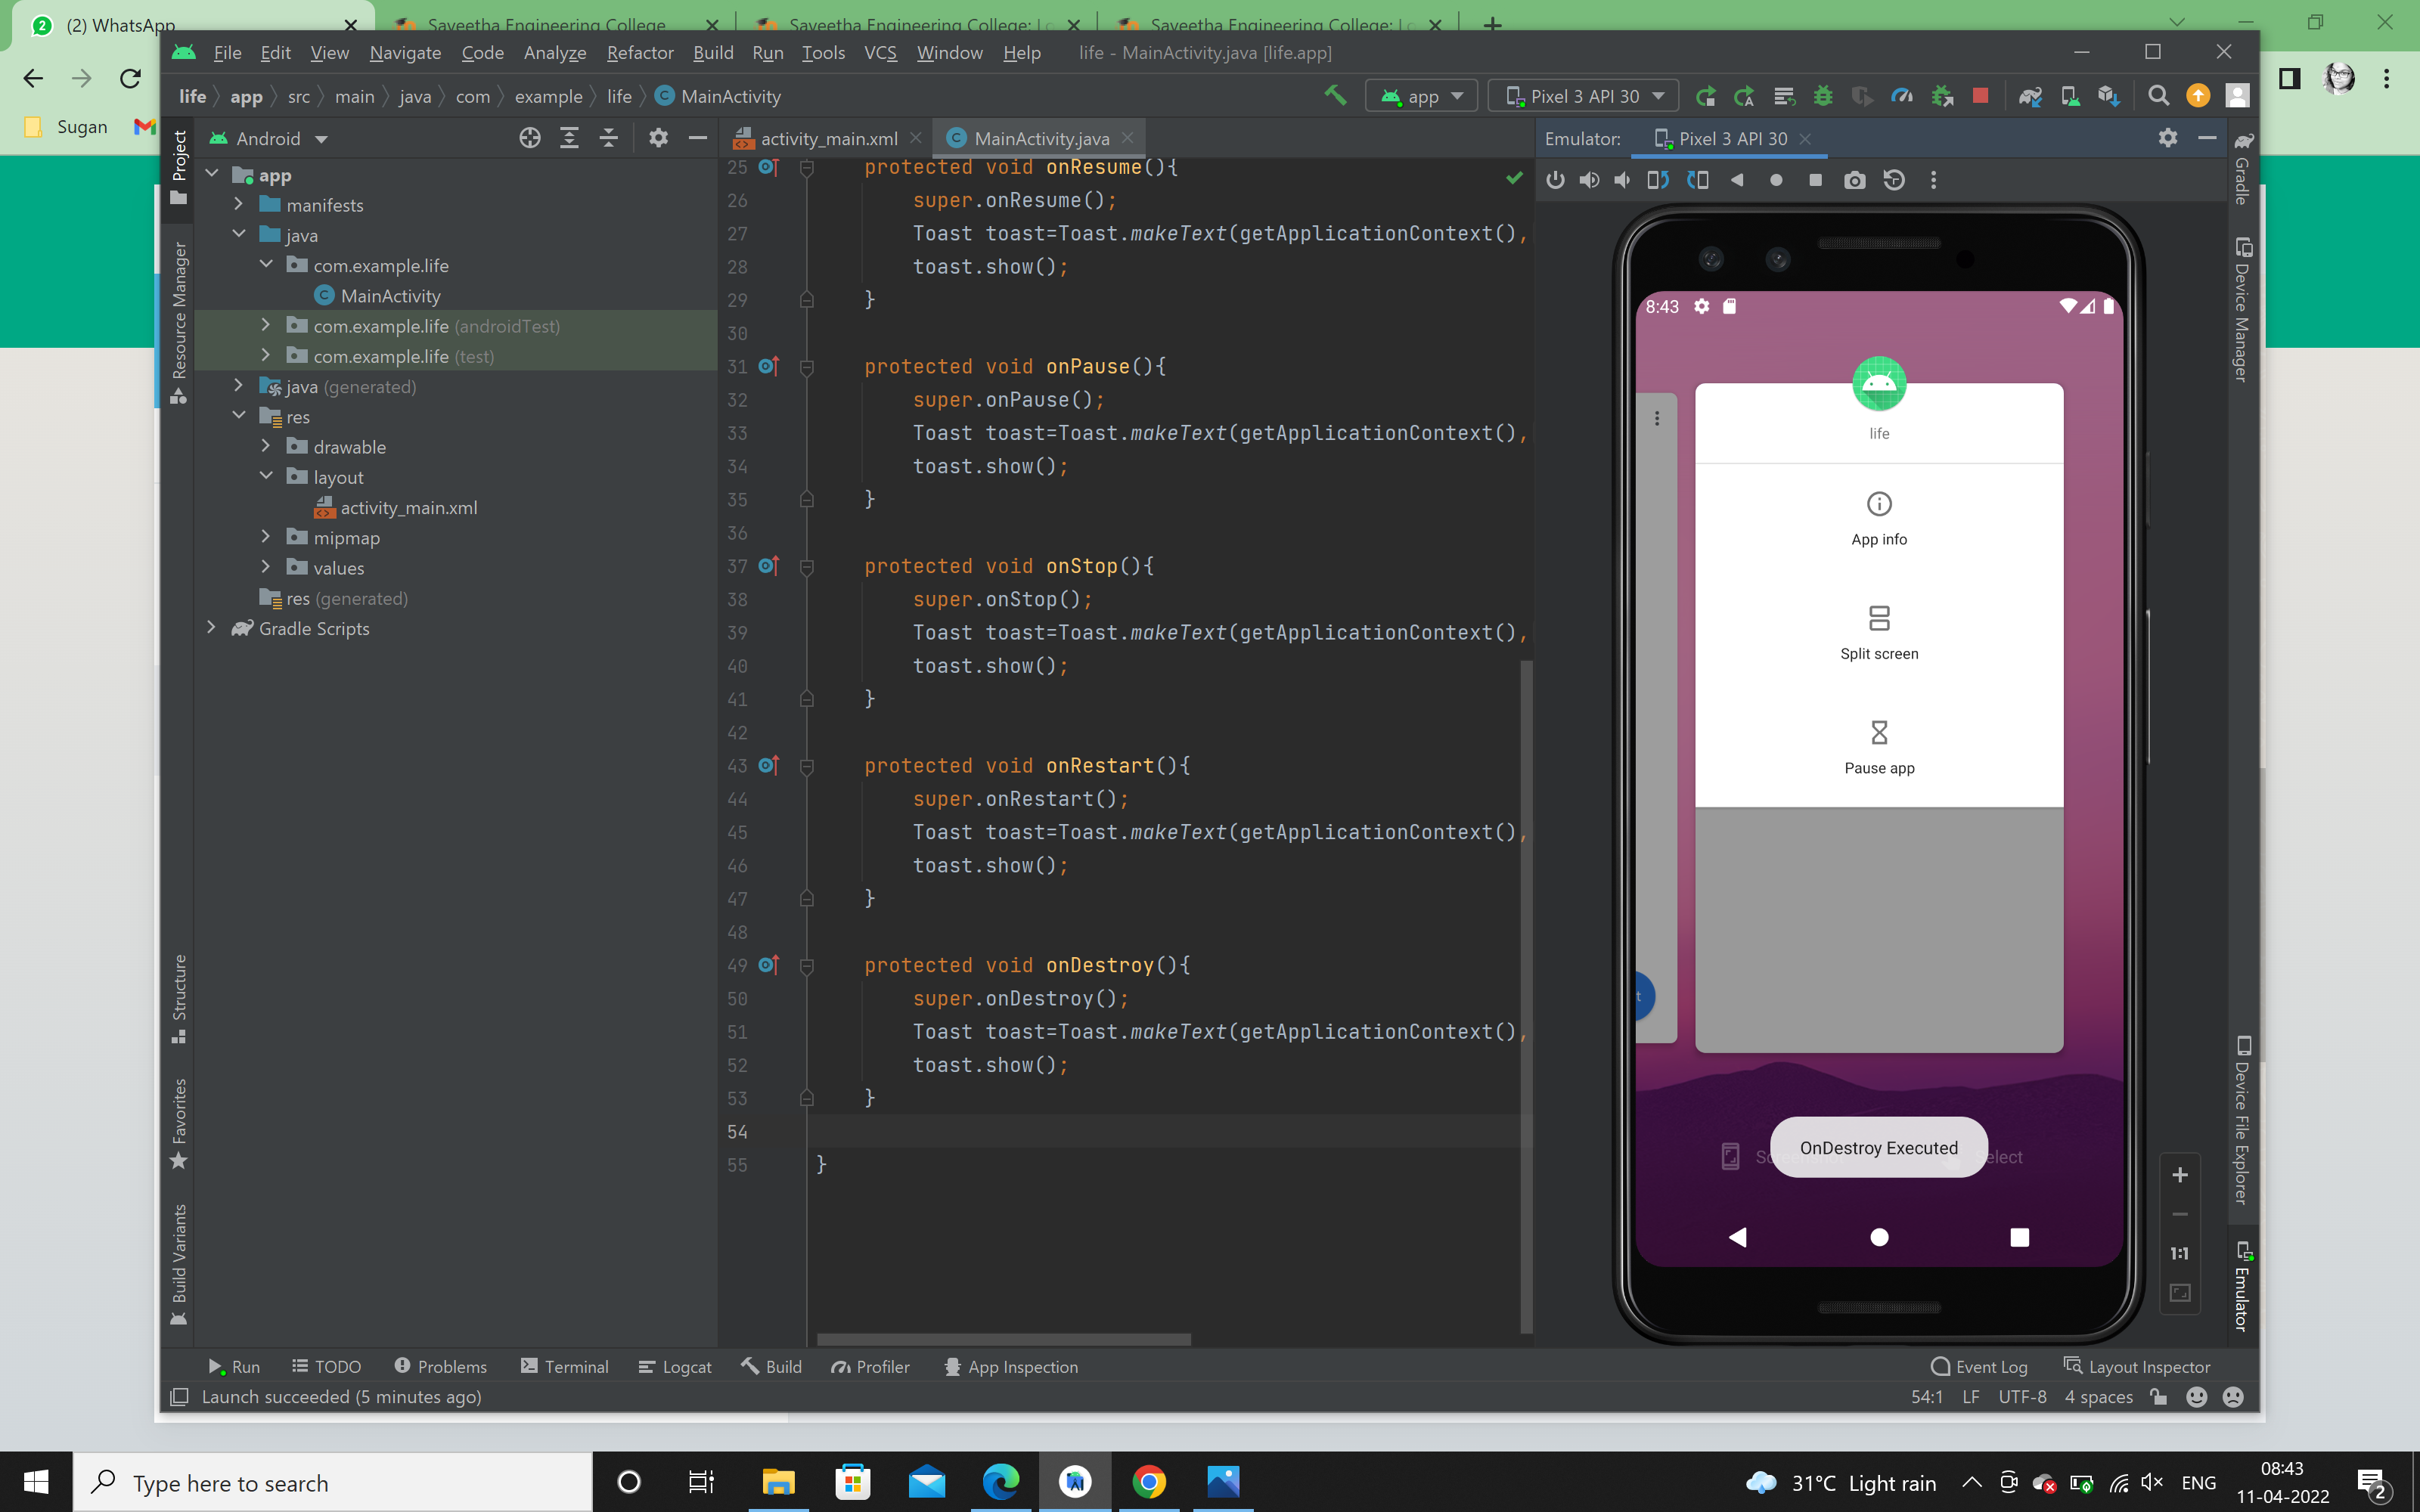 (2) WhatsApp
Saveetha Engineering College
Saveetha Engineering College: Lo
Saveetha Engineering College: Lo
Sugan
File Edit View Navigate Code Analyze Refactor Build Run Tools VCS Window Help life - MainActivity.java [life.app]
life app src main java com example life MainActivity
app
Pixel 3 API 30
Android
activity_main.xml
MainActivity.java
Emulator: Pixel 3 API 30
Project
Resource Manager
Structure
Favorites
Build Variants
app
manifests
java
com.example.life
MainActivity
com.example.life (androidTest)
com.example.life (test)
java (generated)
res
drawable
layout
activity_main.xml
mipmap
values
res (generated)
Gradle Scripts
25 protected void onResume(){
26 super.onResume();
27 Toast toast=Toast.makeText(getApplicationContext(),
28 toast.show();
29 }
30
31 protected void onPause(){
32 super.onPause();
33 Toast toast=Toast.makeText(getApplicationContext(),
34 toast.show();
35 }
36
37 protected void onStop(){
38 super.onStop();
39 Toast toast=Toast.makeText(getApplicationContext(),
40 toast.show();
41 }
42
43 protected void onRestart(){
44 super.onRestart();
45 Toast toast=Toast.makeText(getApplicationContext(),
46 toast.show();
47 }
48
49 protected void onDestroy(){
50 super.onDestroy();
51 Toast toast=Toast.makeText(getApplicationContext(),
52 toast.show();
53 }
54
55 }
8:43
life
App info
Split screen
Pause app
OnDestroy Executed
1:1
Gradle
Device Manager
Device File Explorer
Emulator
Run TODO Problems Terminal Logcat Build Profiler App Inspection Event Log Layout Inspector
Launch succeeded (5 minutes ago) 54:1 LF UTF-8 4 spaces
Type here to search
31°C Light rain
ENG
08:43
11-04-2022
2